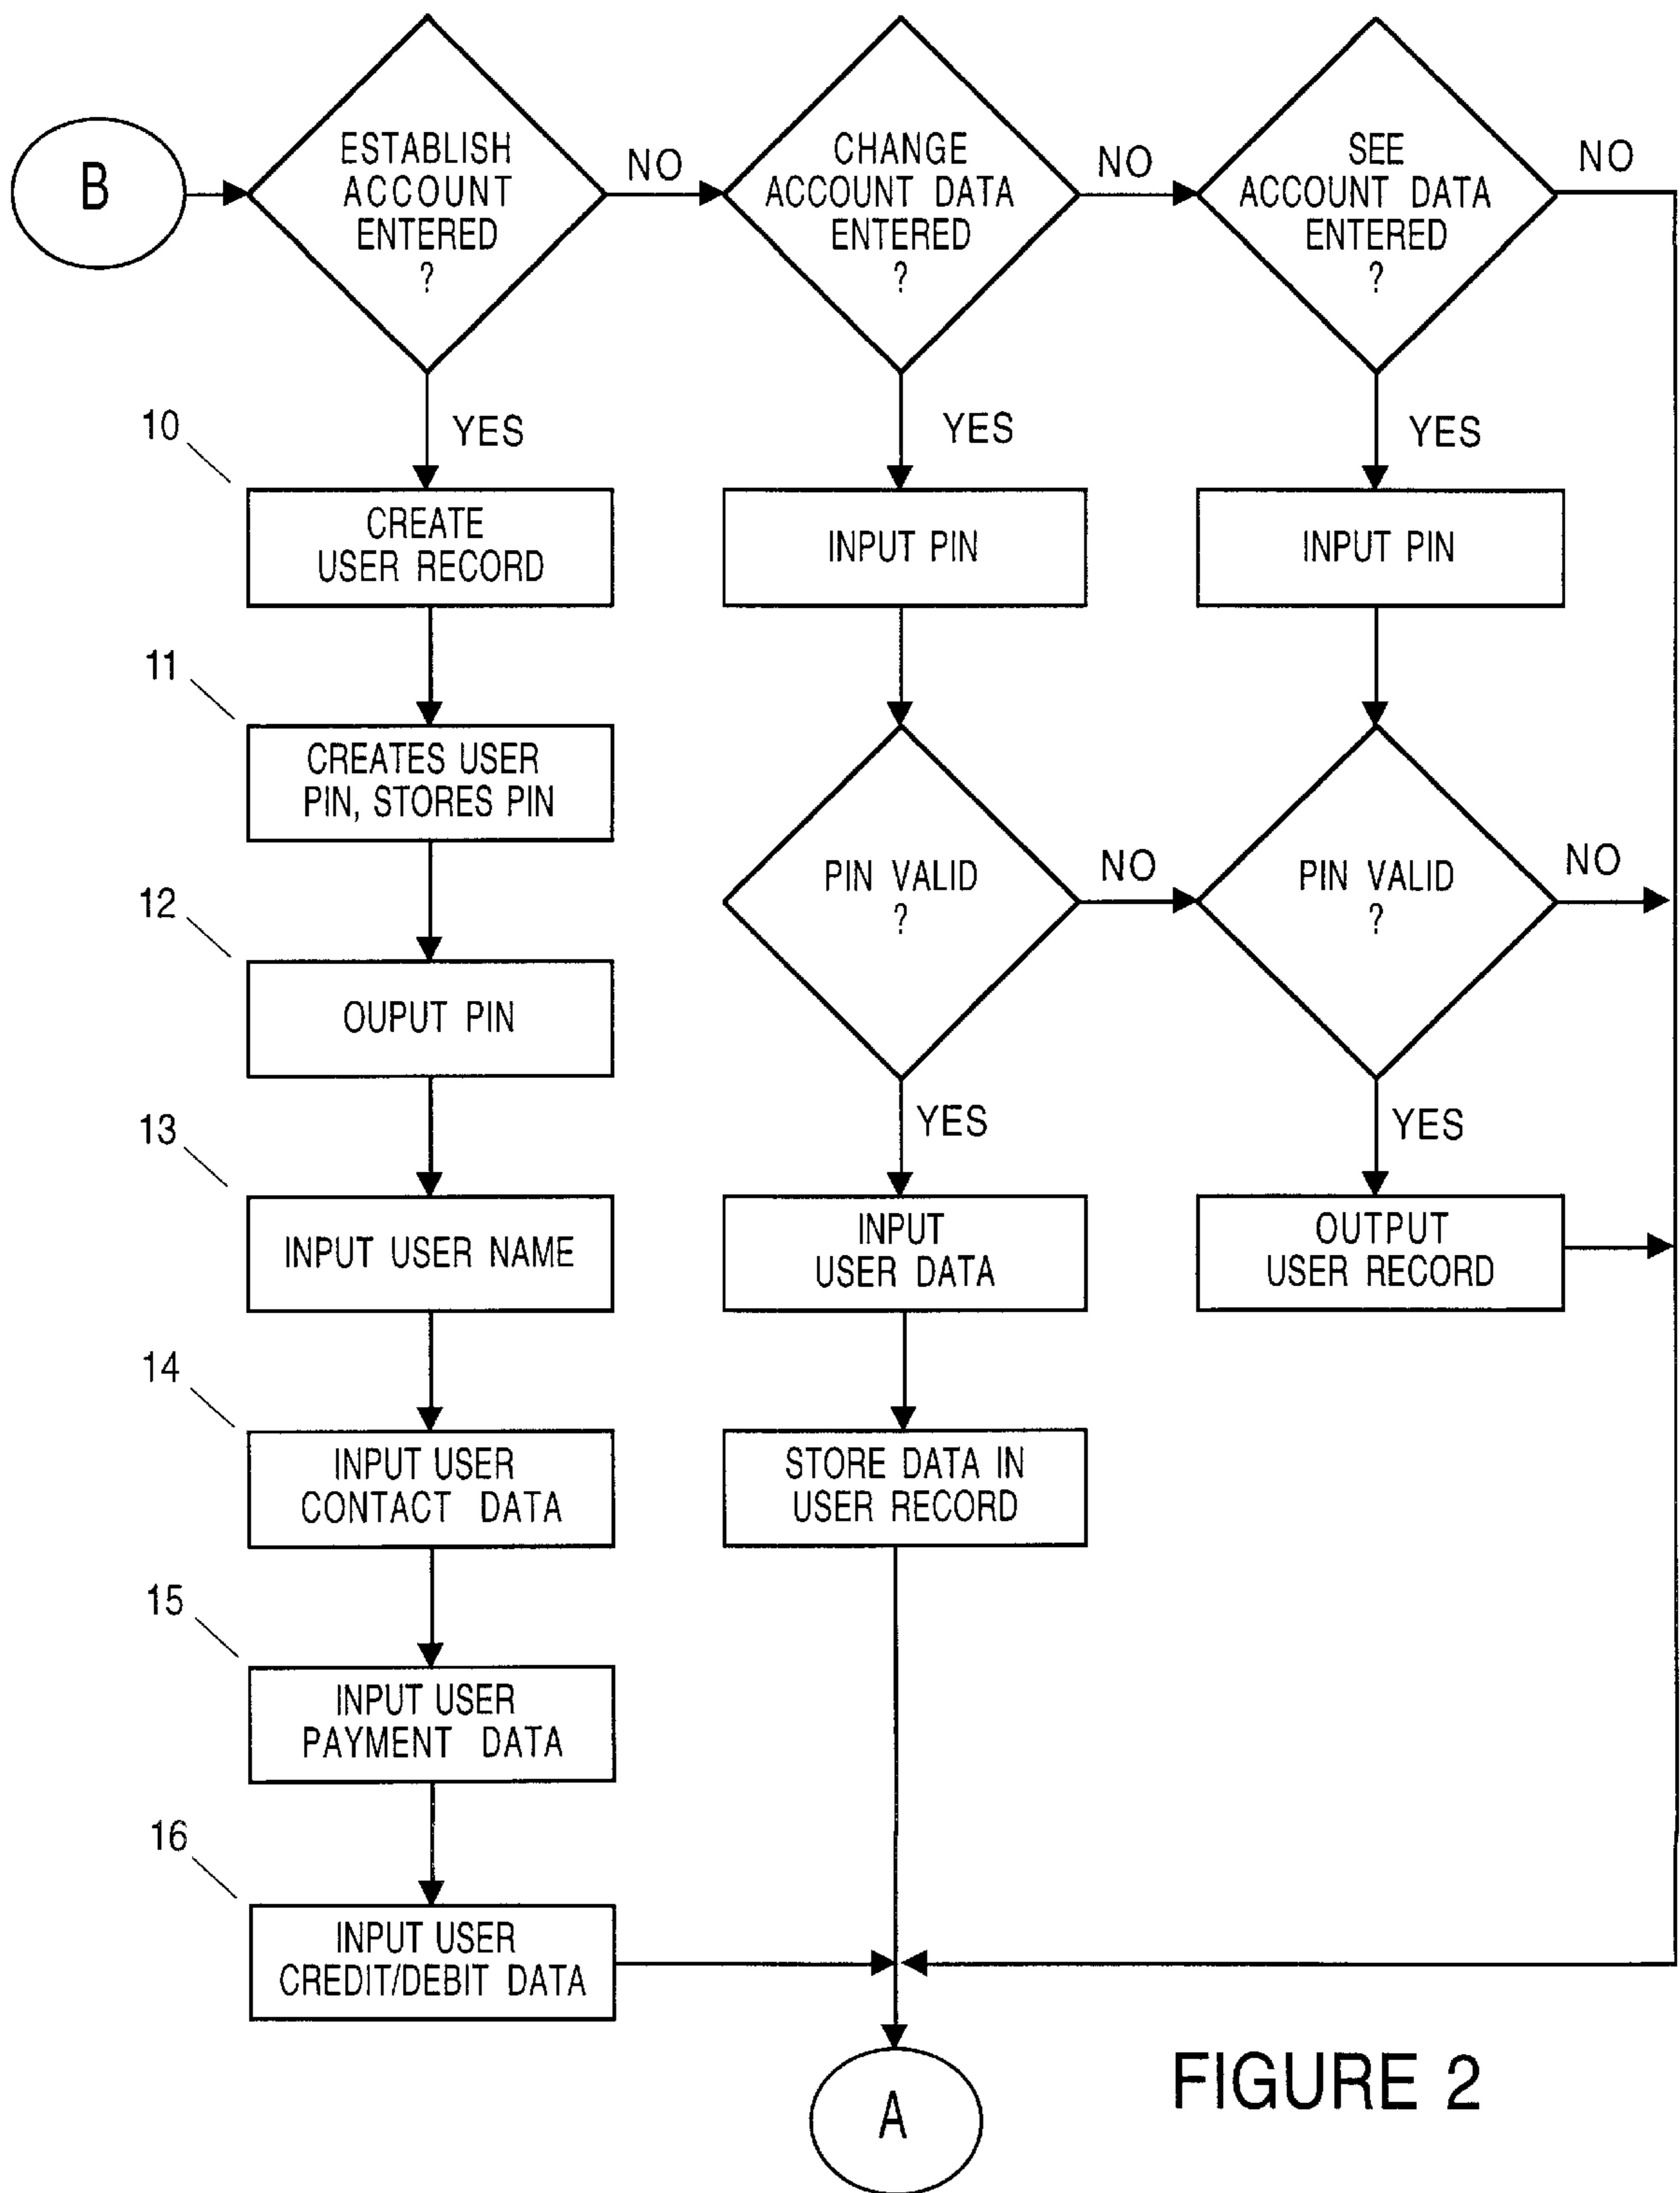 B
ESTABLISH
ACCOUNT
ENTERED
?
NO
CHANGE
ACCOUNT DATA
ENTERED
?
NO
SEE
ACCOUNT DATA
ENTERED
?
NO
YES
YES
YES
10
CREATE
USER RECORD
INPUT PIN
INPUT PIN
11
CREATES USER
PIN, STORES PIN
PIN VALID
?
NO
PIN VALID
?
NO
12
OUPUT PIN
YES
YES
13
INPUT USER NAME
INPUT
USER DATA
OUTPUT
USER RECORD
14
INPUT USER
CONTACT DATA
STORE DATA IN
USER RECORD
15
INPUT USER
PAYMENT DATA
16
INPUT USER
CREDIT/DEBIT DATA
A
FIGURE 2